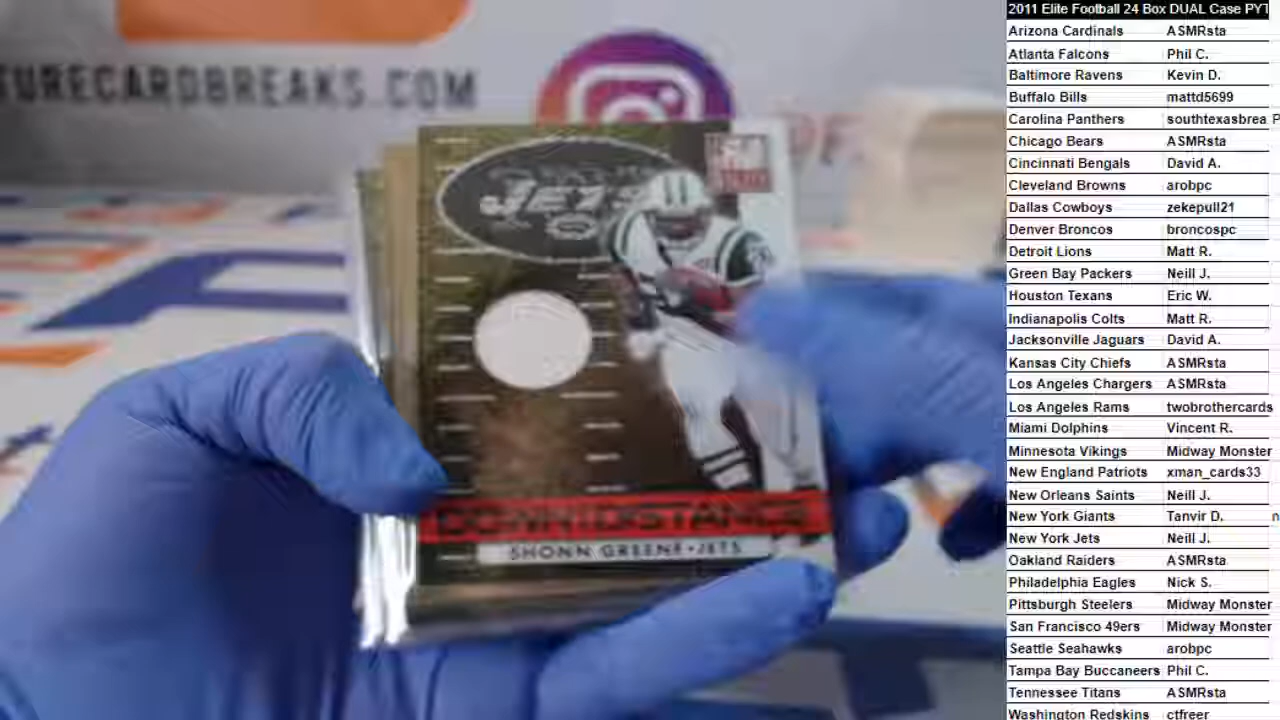 TURECARDBREAKS.COM
JETS
DOWN DISTANCE
SHONN GREENE • JETS
2011 Elite Football 24 Box DUAL Case PYT
Arizona Cardinals ASMRsta
Atlanta Falcons Phil C.
Baltimore Ravens Kevin D.
Buffalo Bills mattd5699
Carolina Panthers southtexasbrea P
Chicago Bears ASMRsta
Cincinnati Bengals David A.
Cleveland Browns arobpc
Dallas Cowboys zekepull21
Denver Broncos broncospc
Detroit Lions Matt R.
Green Bay Packers Neill J.
Houston Texans Eric W.
Indianapolis Colts Matt R.
Jacksonville Jaguars David A.
Kansas City Chiefs ASMRsta
Los Angeles Chargers ASMRsta
Los Angeles Rams twobrothercards
Miami Dolphins Vincent R.
Minnesota Vikings Midway Monster
New England Patriots xman_cards33
New Orleans Saints Neill J.
New York Giants Tanvir D. n
New York Jets Neill J.
Oakland Raiders ASMRsta
Philadelphia Eagles Nick S.
Pittsburgh Steelers Midway Monster
San Francisco 49ers Midway Monster
Seattle Seahawks arobpc
Tampa Bay Buccaneers Phil C.
Tennessee Titans ASMRsta
Washington Redskins ctfreer